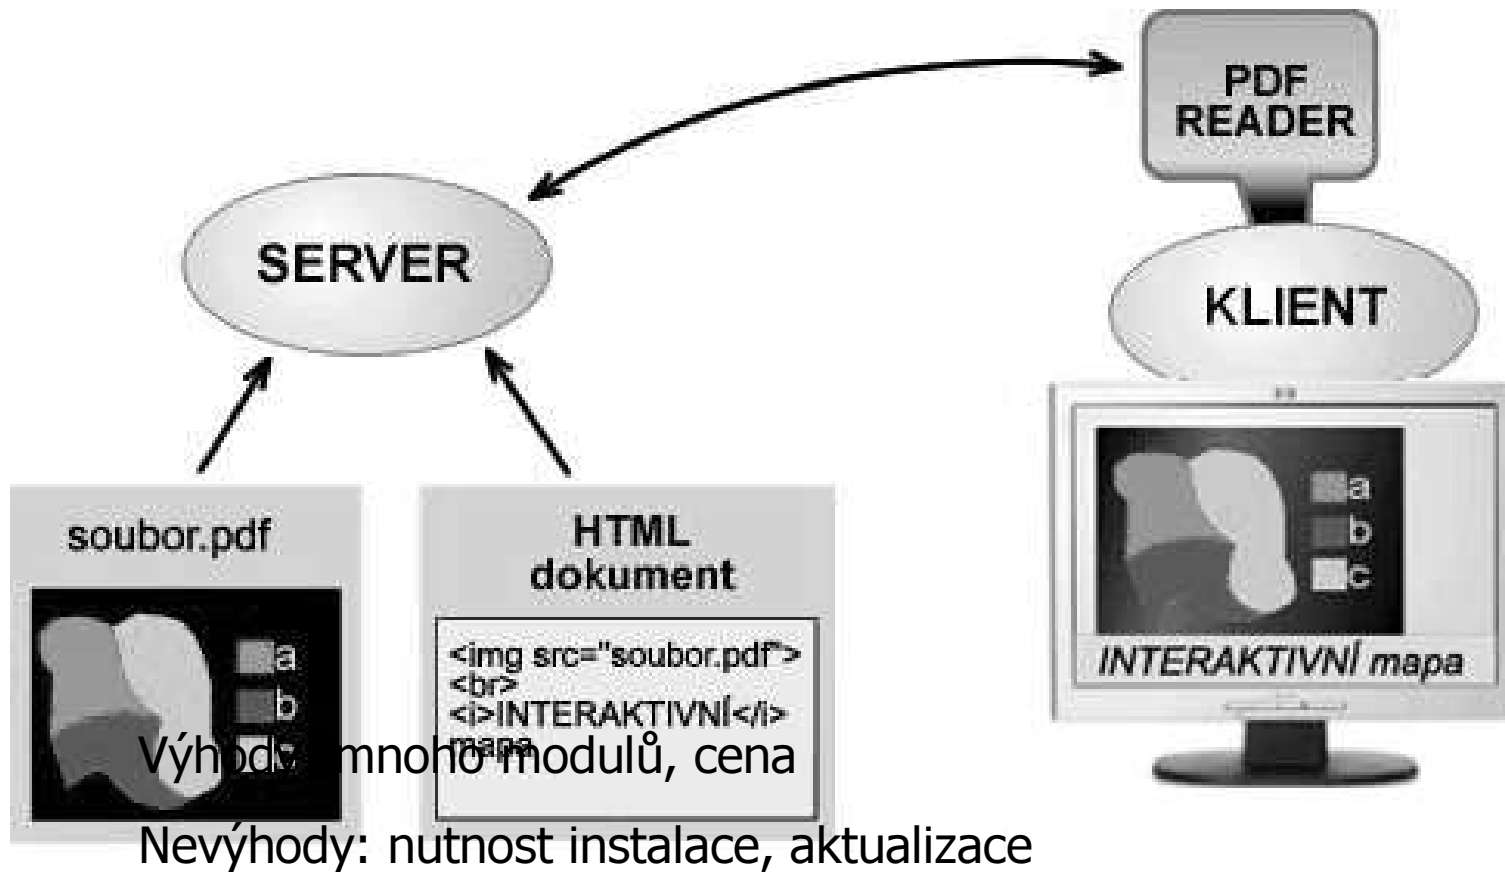 PDF
READER
SERVER
KLIENT
soubor.pdf
a
b
HTML
dokument
<img src="soubor.pdf">
<br>
<i>INTERAKTIVNÍ</i>
mapa
a
b
c
INTERAKTIVNÍ mapa
Výhody mnoho modulů, cena
Nevýhody: nutnost instalace, aktualizace